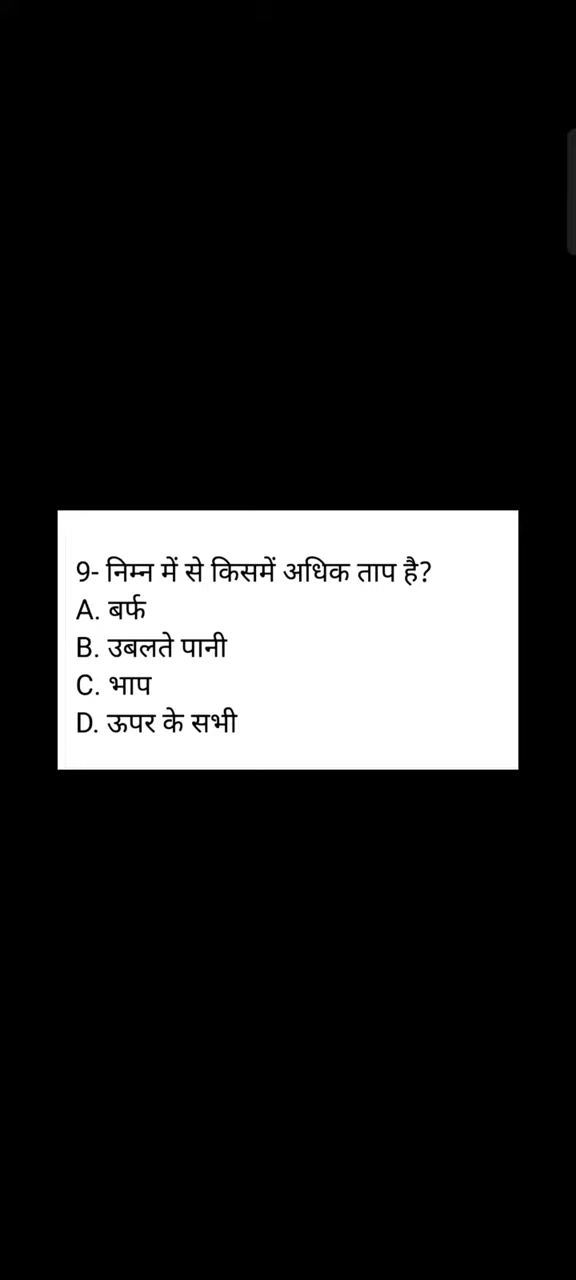 9- निम्न में से किसमें अधिक ताप है?
A. बर्फ
B. उबलते पानी
C. भाप
D. ऊपर के सभी